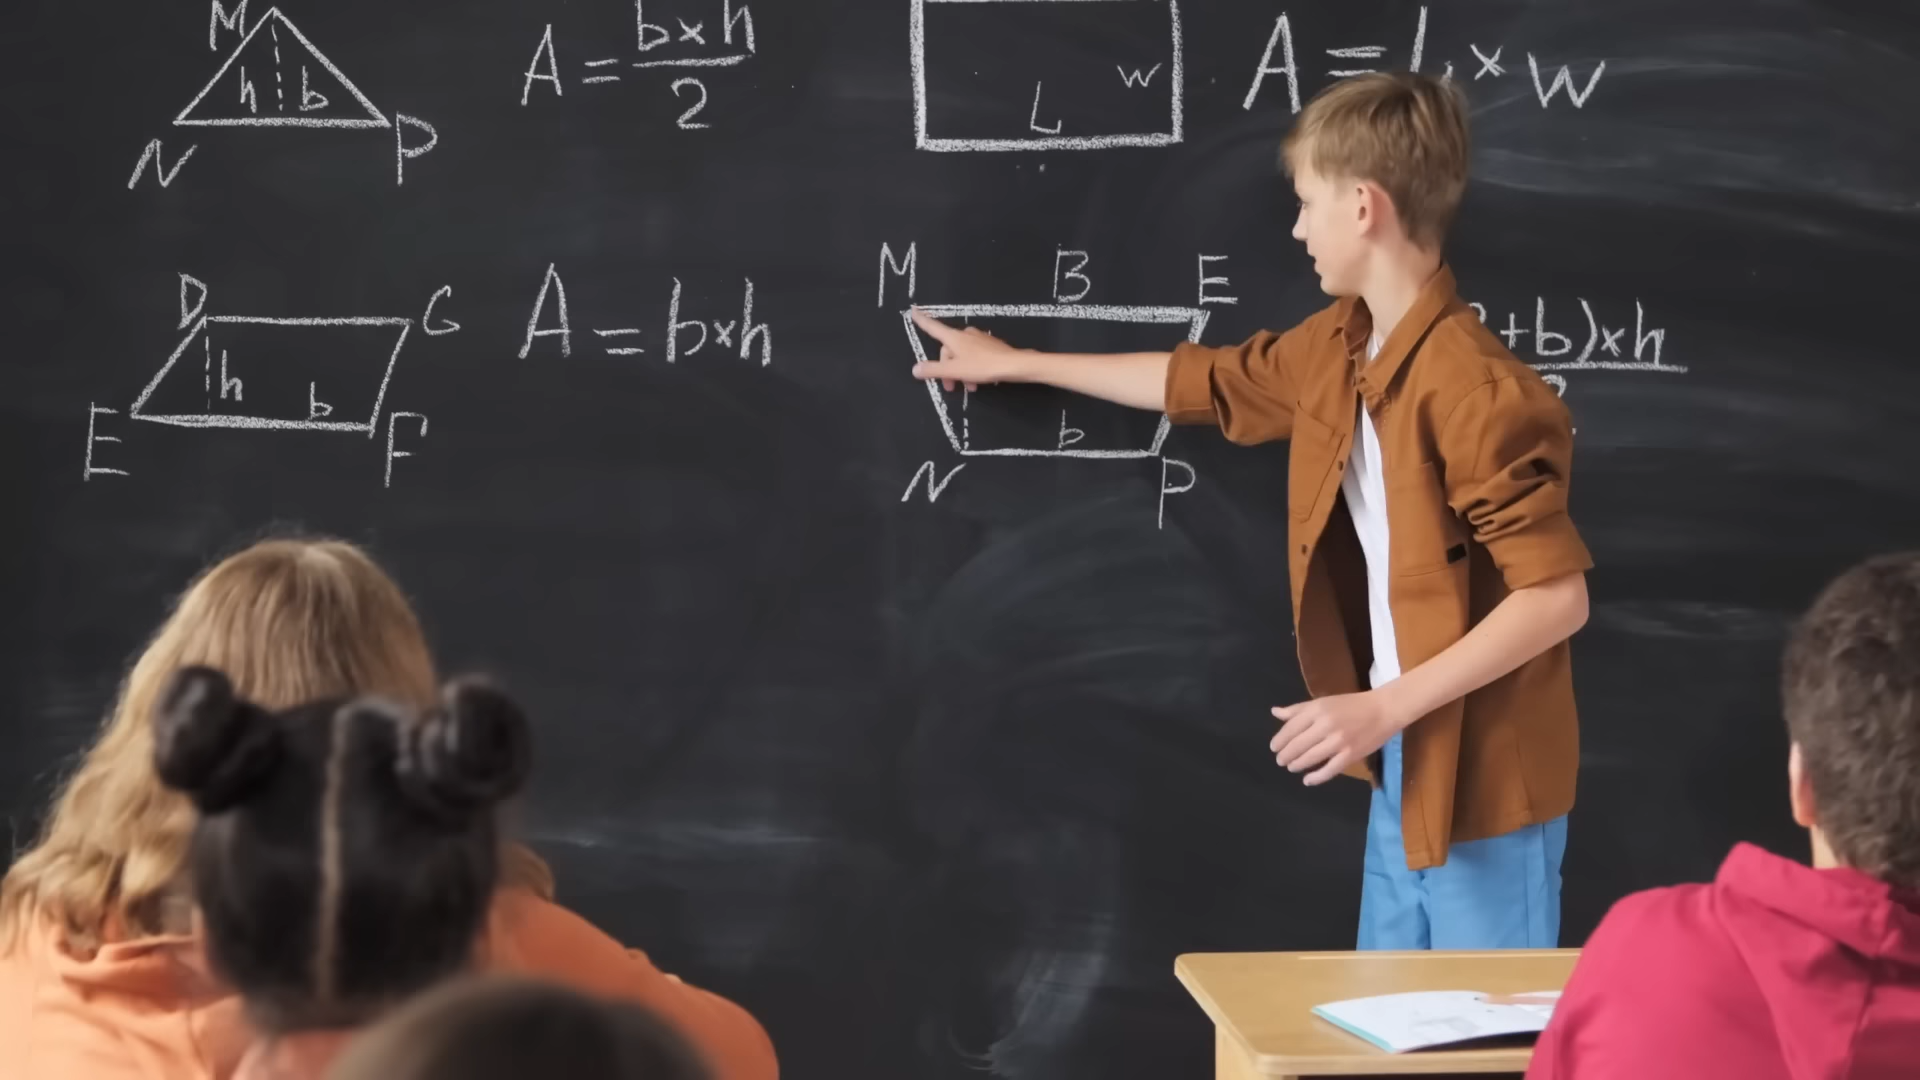 M
h b
N P
A = b×h
2
w
L
A = L × w
D G
h
b
E F
A = b×h
M B E
b
N P
+b)×h